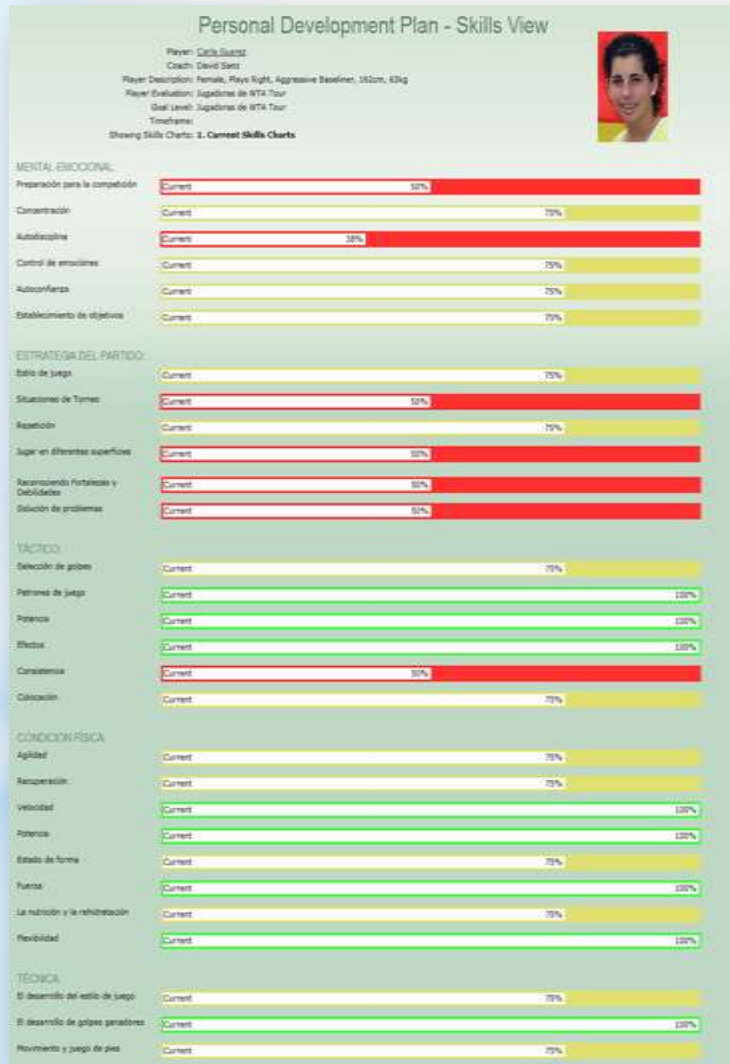 Personal Development Plan - Skills View
Player: Carla Suarez
Coach: David Sanz
Player Description: Female, Plays Right, Aggressive Baseliner, 162cm, 63kg
Player Evaluation: Jugadoras de WTA Tour
Goal Level: Jugadoras de WTA Tour
Timeframe:
Showing Skills Charts: 1. Current Skills Charts
MENTAL-EMOCIONAL:
Preparación para la competición Current 50%
Concentración Current 75%
Autodisciplina Current 38%
Control de emociones Current 75%
Autoconfianza Current 75%
Establecimiento de objetivos Current 75%
ESTRATEGIA DEL PARTIDO:
Estilo de juego Current 75%
Situaciones de Torneo Current 50%
Repetición Current 75%
Jugar en diferentes superficies Current 50%
Reconociendo Fortalezas y
Debilidades Current 50%
Solución de problemas Current 50%
TÁCTICO:
Selección de golpes Current 75%
Patrones de juego Current 100%
Potencia Current 100%
Efectos Current 100%
Consistencia Current 50%
Colocación Current 75%
CONDICION FÍSICA:
Agilidad Current 75%
Recuperación Current 75%
Velocidad Current 100%
Potencia Current 100%
Estado de forma Current 75%
Fuerza Current 100%
La nutrición y la rehidratación Current 75%
Flexibilidad Current 100%
TÉCNICA:
El desarrollo del estilo de juego Current 75%
El desarrollo de golpes ganadores Current 100%
Movimiento y juego de pies Current 75%